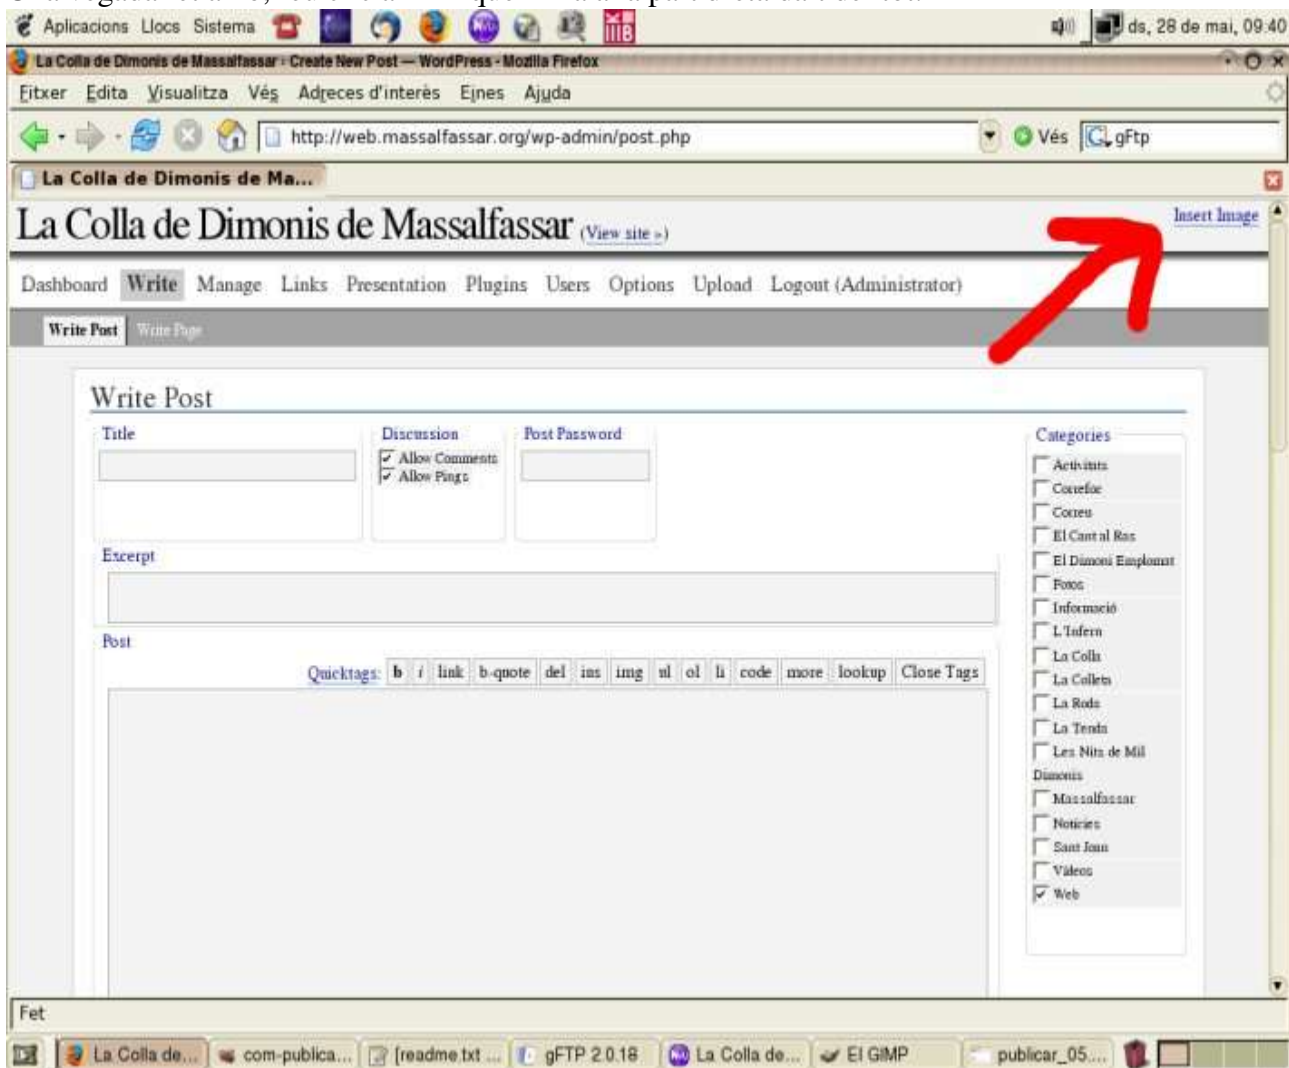 Aplicacions Llocs Sistema ds, 28 de mai, 09:40
La Colla de Dimonis de Massalfassar › Create New Post — WordPress - Mozilla Firefox
Fitxer Edita Visualitza Vés Adreces d'interès Eines Ajuda
http://web.massalfassar.org/wp-admin/post.php Vés gFtp
La Colla de Dimonis de Ma...
La Colla de Dimonis de Massalfassar (View site »)
Insert Image
Dashboard Write Manage Links Presentation Plugins Users Options Upload Logout (Administrator)
Write Post Write Page
Write Post
Title
Discussion
Allow Comments
Allow Pings
Post Password
Excerpt
Post
Quicktags: b i link b-quote del ins img ul ol li code more lookup Close Tags
Categories
Activitats
Correfoc
Correu
El Cant al Ras
El Dimoni Emplomat
Fotos
Informació
L'Infern
La Colla
La Colleta
La Roda
La Tenda
Les Nits de Mil
Dimonis
Massalfassar
Notícies
Sant Joan
Vídeos
Web
Fet
La Colla de... com-publica... [readme.txt ... gFTP 2.0.18 La Colla de... El GIMP publicar_05....